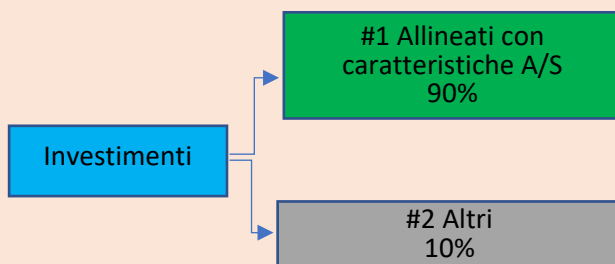 #1 Allineati con
caratteristiche A/S
90%
Investimenti
#2 Altri
10%